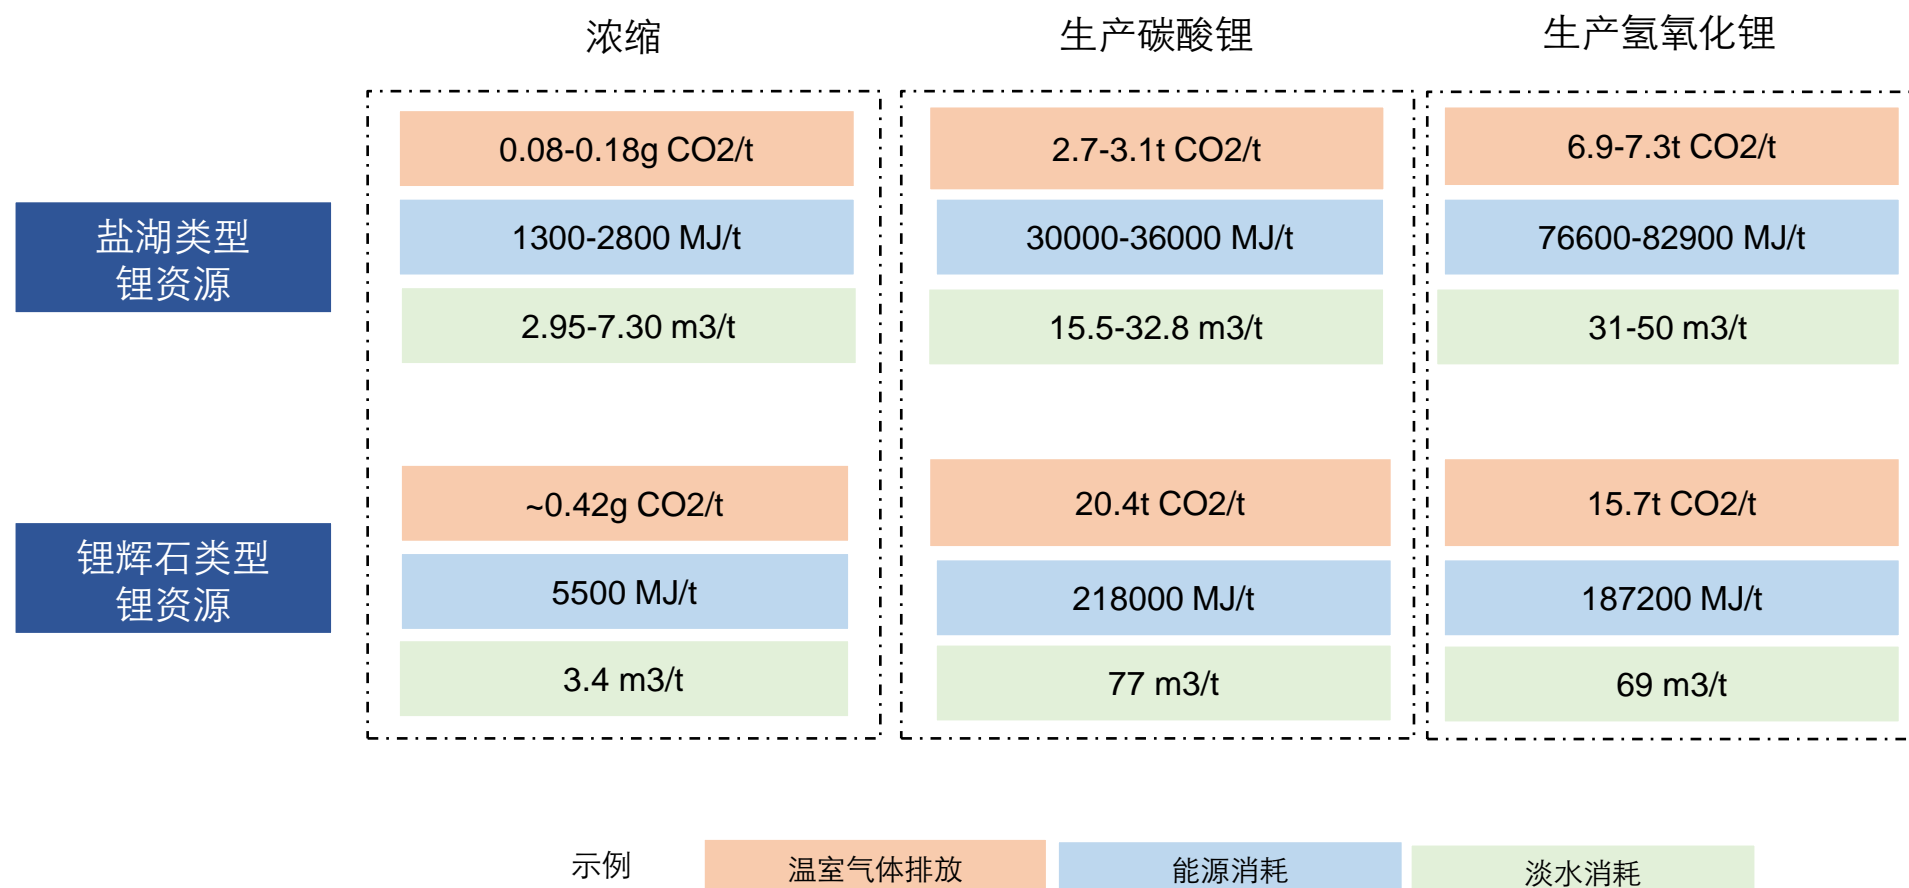 浓缩
生产碳酸锂
生产氢氧化锂
盐湖类型
锂资源
0.08-0.18g CO2/t
2.7-3.1t CO2/t
6.9-7.3t CO2/t
1300-2800 MJ/t
30000-36000 MJ/t
76600-82900 MJ/t
2.95-7.30 m3/t
15.5-32.8 m3/t
31-50 m3/t
锂辉石类型
锂资源
~0.42g CO2/t
20.4t CO2/t
15.7t CO2/t
5500 MJ/t
218000 MJ/t
187200 MJ/t
3.4 m3/t
77 m3/t
69 m3/t
示例
温室气体排放
能源消耗
淡水消耗